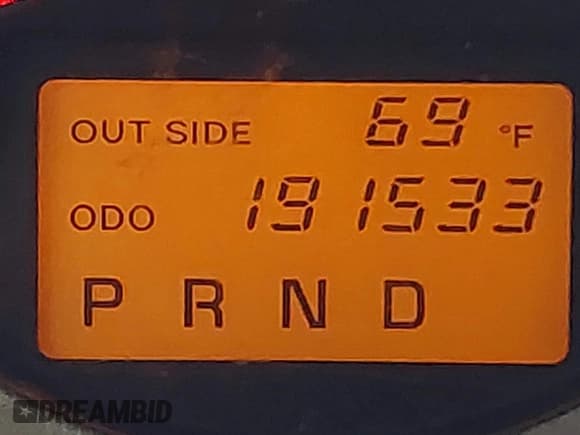 OUT SIDE 69 °F
ODO 191533
P R N D
DREAMBID